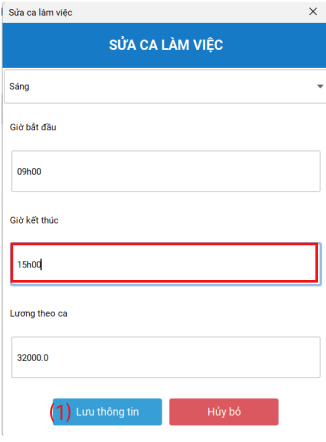 Sửa ca làm việc
SỬA CA LÀM VIỆC
Sáng
Giờ bắt đầu
09h00
Giờ kết thúc
15h00
Lương theo ca
32000.0
(1) Lưu thông tin
Hủy bỏ